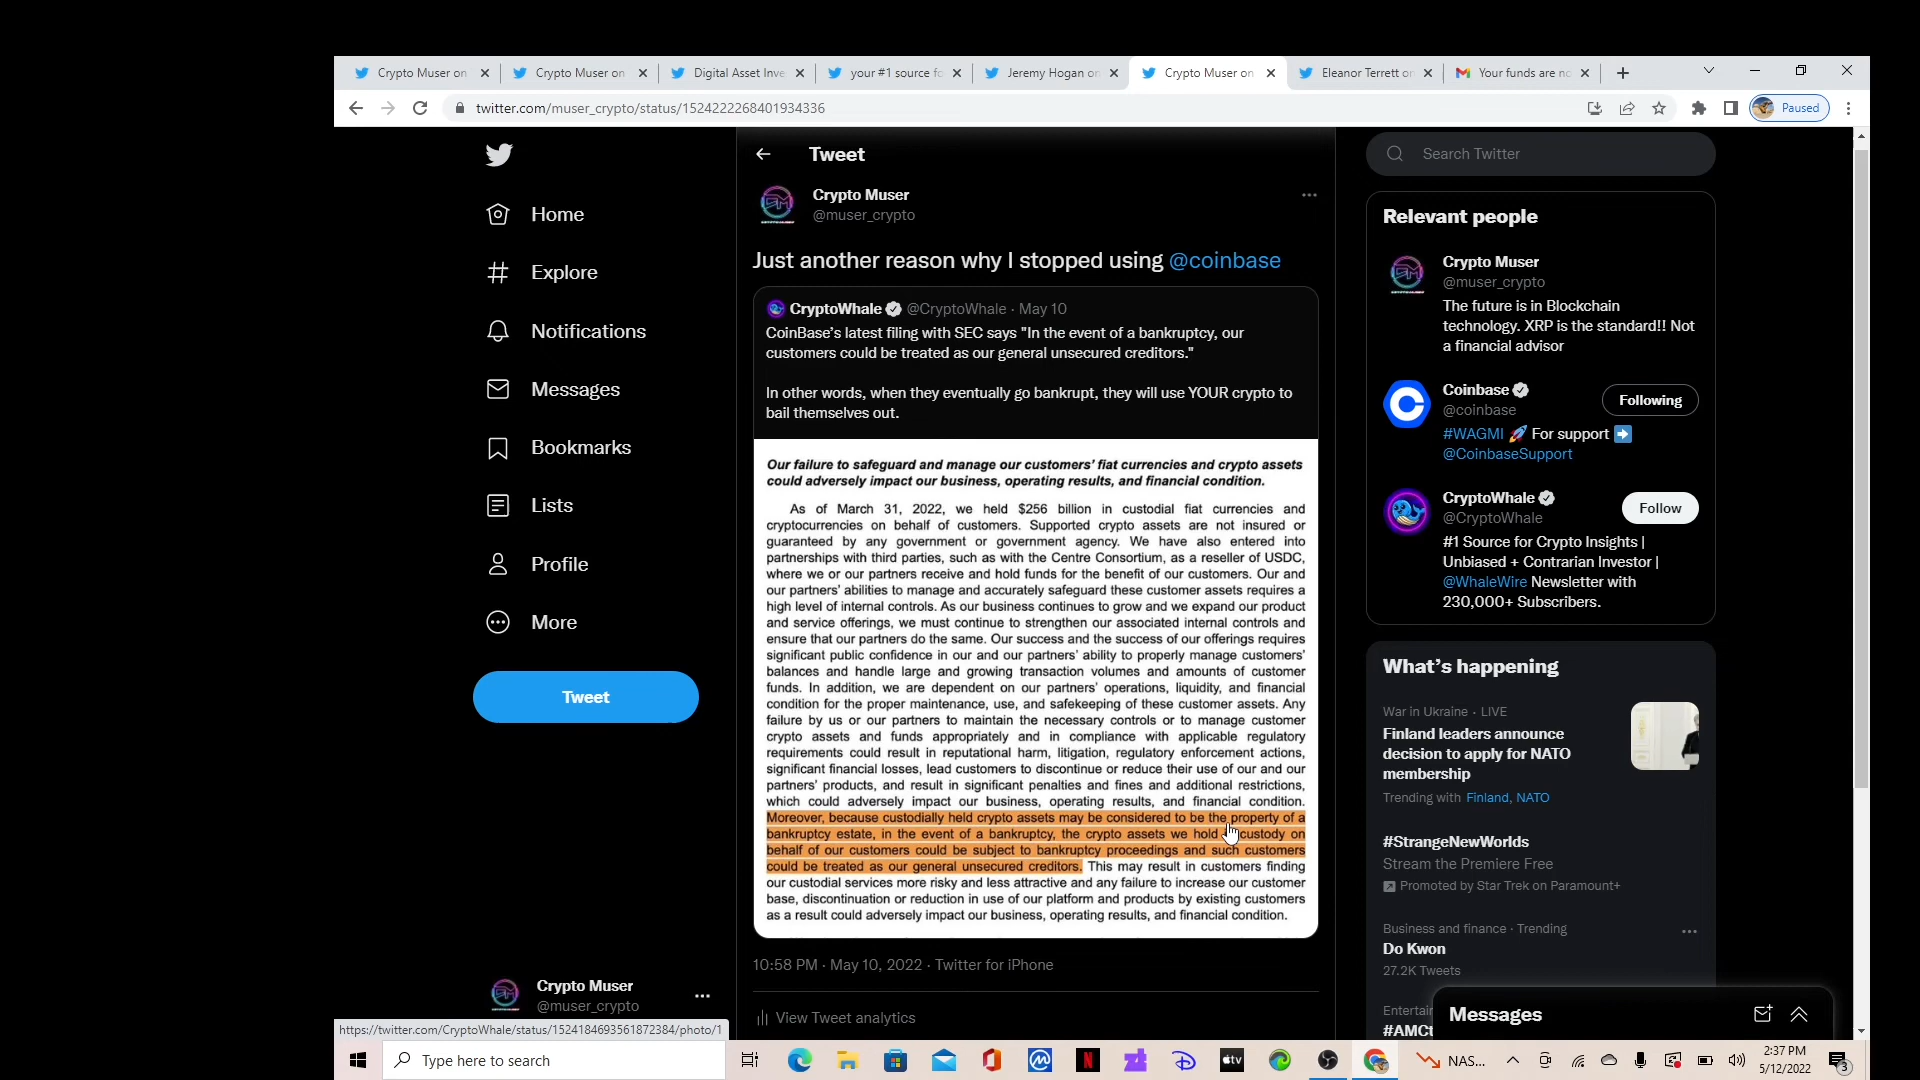 Crypto Muser on
Crypto Muser on
Digital Asset Inve
your #1 source fo
Jeremy Hogan on
Crypto Muser on
Eleanor Terrett on
Your funds are no
twitter.com/muser_crypto/status/1524222268401934336
Paused
Home
Explore
Notifications
Messages
Bookmarks
Lists
Profile
More
Tweet
Crypto Muser
@muser_crypto
Tweet
Crypto Muser
@muser_crypto
Just another reason why I stopped using @coinbase
CryptoWhale @CryptoWhale · May 10
CoinBase's latest filing with SEC says "In the event of a bankruptcy, our
customers could be treated as our general unsecured creditors."
In other words, when they eventually go bankrupt, they will use YOUR crypto to
bail themselves out.
Our failure to safeguard and manage our customers' fiat currencies and crypto assets
could adversely impact our business, operating results, and financial condition.
As of March 31, 2022, we held $256 billion in custodial fiat currencies and
cryptocurrencies on behalf of customers. Supported crypto assets are not insured or
guaranteed by any government or government agency. We have also entered into
partnerships with third parties, such as with the Centre Consortium, as a reseller of USDC,
where we or our partners receive and hold funds for the benefit of our customers. Our and
our partners' abilities to manage and accurately safeguard these customer assets requires a
high level of internal controls. As our business continues to grow and we expand our product
and service offerings, we must continue to strengthen our associated internal controls and
ensure that our partners do the same. Our success and the success of our offerings requires
significant public confidence in our and our partners' ability to properly manage customers'
balances and handle large and growing transaction volumes and amounts of customer
funds. In addition, we are dependent on our partners' operations, liquidity, and financial
condition for the proper maintenance, use, and safekeeping of these customer assets. Any
failure by us or our partners to maintain the necessary controls or to manage customer
crypto assets and funds appropriately and in compliance with applicable regulatory
requirements could result in reputational harm, litigation, regulatory enforcement actions,
significant financial losses, lead customers to discontinue or reduce their use of our and our
partners' products, and result in significant penalties and fines and additional restrictions,
which could adversely impact our business, operating results, and financial condition.
Moreover, because custodially held crypto assets may be considered to be the property of a
bankruptcy estate, in the event of a bankruptcy, the crypto assets we hold custody on
behalf of our customers could be subject to bankruptcy proceedings and such customers
could be treated as our general unsecured creditors. This may result in customers finding
our custodial services more risky and less attractive and any failure to increase our customer
base, discontinuation or reduction in use of our platform and products by existing customers
as a result could adversely impact our business, operating results, and financial condition.
10:58 PM · May 10, 2022 · Twitter for iPhone
View Tweet analytics
Search Twitter
Relevant people
Crypto Muser
@muser_crypto
The future is in Blockchain
technology. XRP is the standard!! Not
a financial advisor
Coinbase
@coinbase
Following
#WAGMI 🚀 For support ➡️
@CoinbaseSupport
CryptoWhale
@CryptoWhale
Follow
#1 Source for Crypto Insights |
Unbiased + Contrarian Investor |
@WhaleWire Newsletter with
230,000+ Subscribers.
What's happening
War in Ukraine · LIVE
Finland leaders announce
decision to apply for NATO
membership
Trending with Finland, NATO
#StrangeNewWorlds
Stream the Premiere Free
Promoted by Star Trek on Paramount+
Business and finance · Trending
Do Kwon
27.2K Tweets
Entertai
#AMC
Messages
https://twitter.com/CryptoWhale/status/1524184693561872384/photo/1
Type here to search
tv
NAS...
2:37 PM
5/12/2022
3